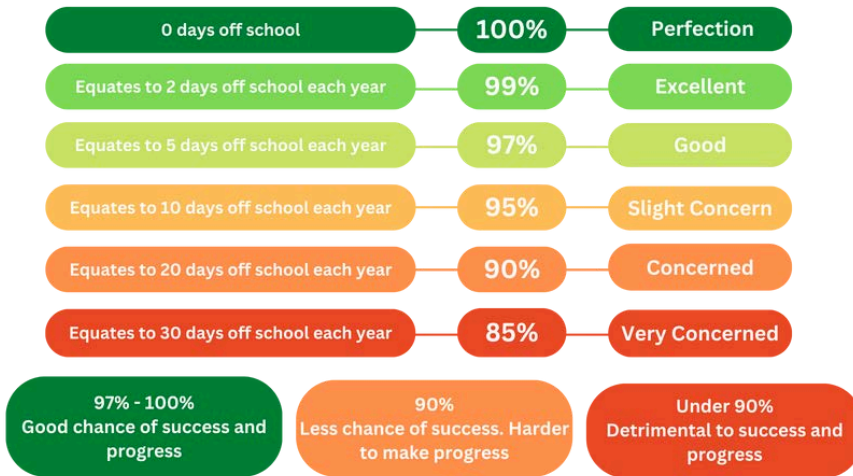 0 days off school 100% Perfection
Equates to 2 days off school each year 99% Excellent
Equates to 5 days off school each year 97% Good
Equates to 10 days off school each year 95% Slight Concern
Equates to 20 days off school each year 90% Concerned
Equates to 30 days off school each year 85% Very Concerned
97% - 100%
Good chance of success and
progress
90%
Less chance of success. Harder
to make progress
Under 90%
Detrimental to success and
progress